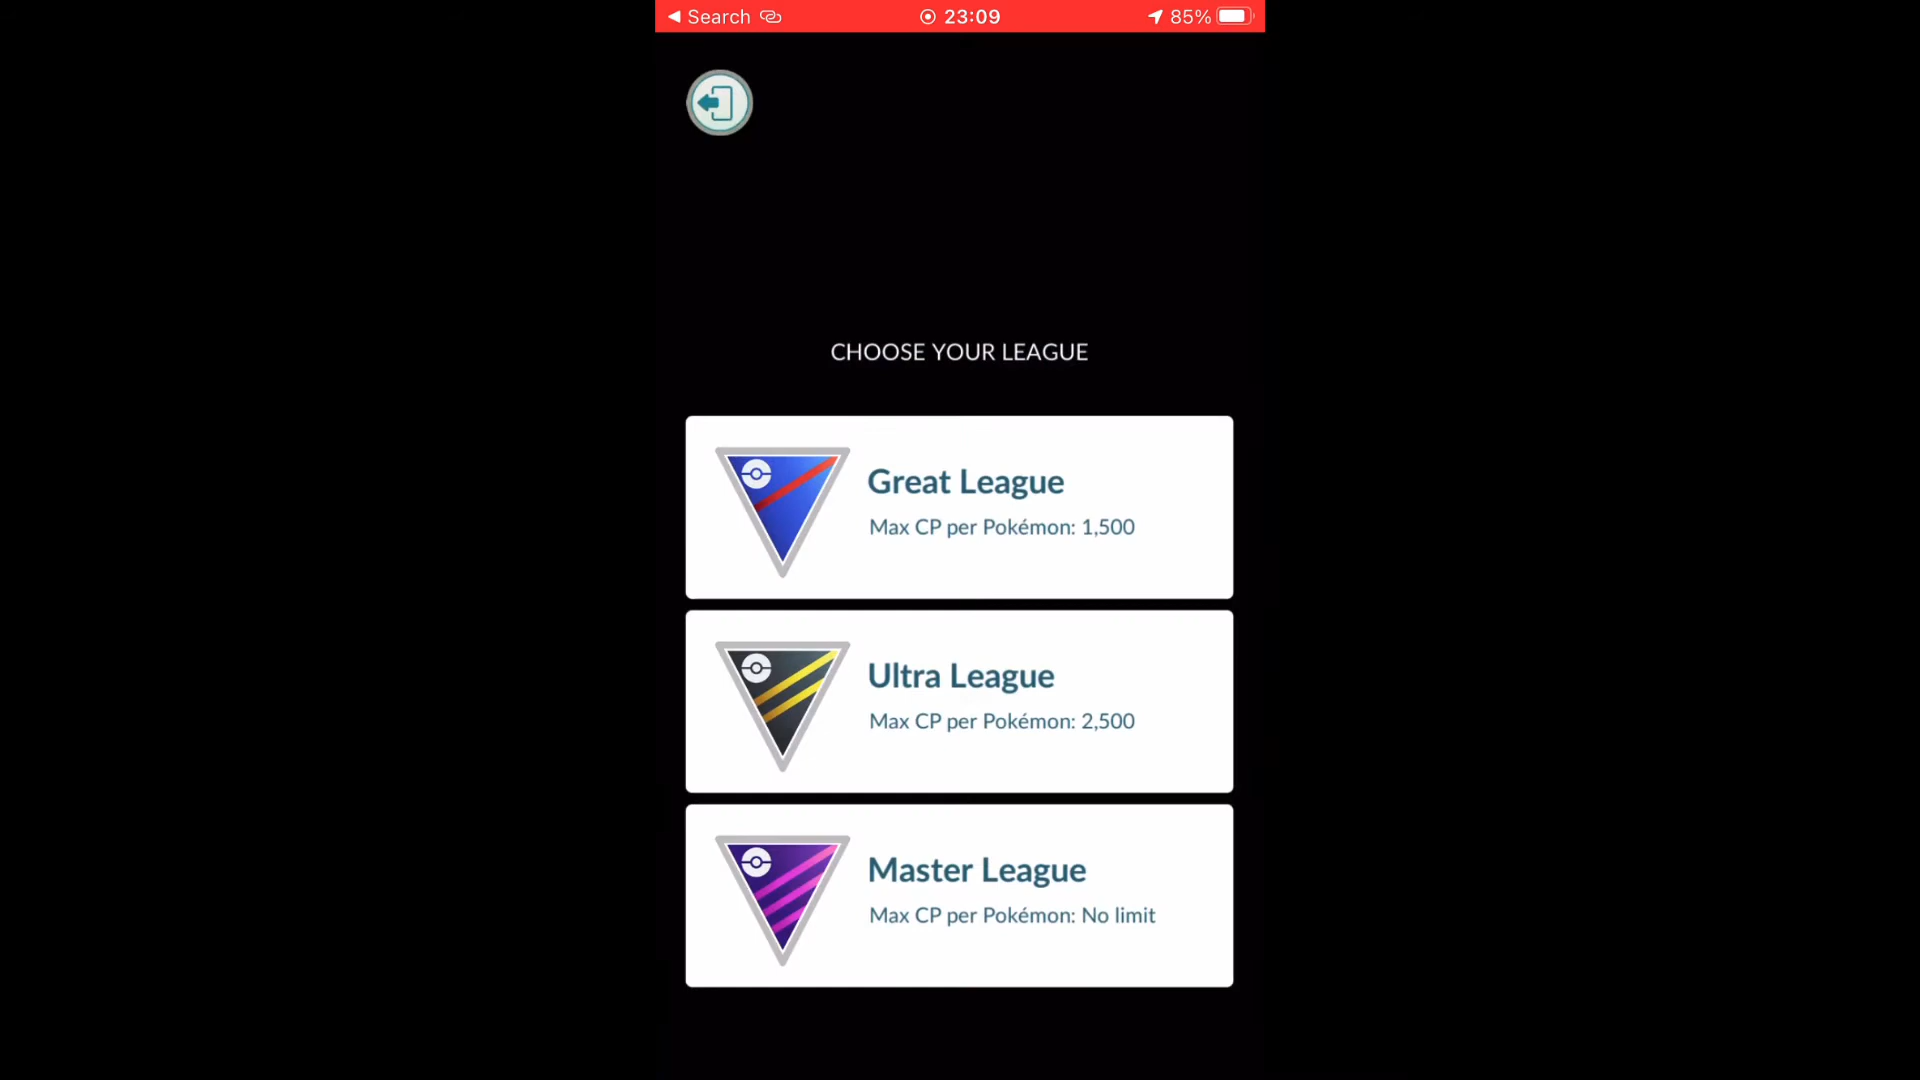 Search 23:09 85%
CHOOSE YOUR LEAGUE
Great League
Max CP per Pokémon: 1,500
Ultra League
Max CP per Pokémon: 2,500
Master League
Max CP per Pokémon: No limit